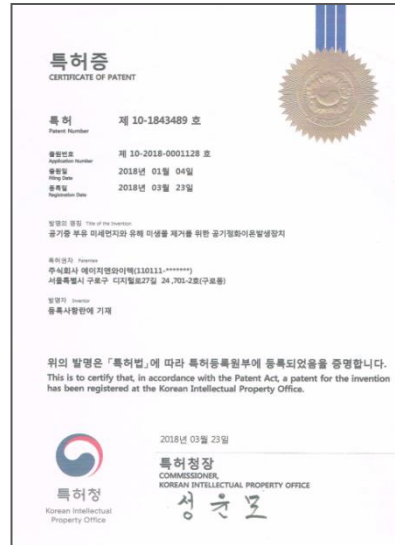 특허증
CERTIFICATE OF PATENT
특허 제 10-1843489 호
Patent Number
출원번호 제 10-2018-0001128 호
Application Number
출원일 2018년 01월 04일
Filing Date
등록일 2018년 03월 23일
Registration Date
발명의 명칭 Title of the Invention
공기중 부유 미세먼지와 유해 미생물 제거를 위한 공기정화이온발생장치
특허권자 Patentee
주식회사 에이치앤와이텍(110111-*******)
서울특별시 구로구 디지털로27길 24 ,701-2호(구로동)
발명자 Inventor
등록사항란에 기재
위의 발명은 「특허법」에 따라 특허등록원부에 등록되었음을 증명합니다.
This is to certify that, in accordance with the Patent Act, a patent for the invention
has been registered at the Korean Intellectual Property Office.
2018년 03월 23일
특허청장
COMMISSIONER,
KOREAN INTELLECTUAL PROPERTY OFFICE
성윤모
특허청
Korean Intellectual
Property Office